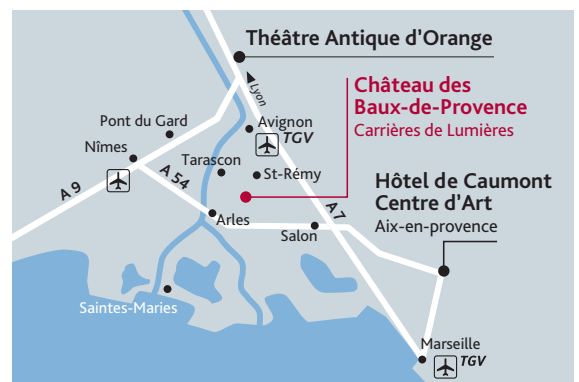 Théâtre Antique d'Orange
Lyon
Château des
Baux-de-Provence
Carrières de Lumières
Pont du Gard
Avignon
TGV
Nîmes
Tarascon
St-Rémy
A 9
A 54
A 7
Hôtel de Caumont
Centre d'Art
Aix-en-provence
Arles
Salon
Saintes-Maries
Marseille
TGV